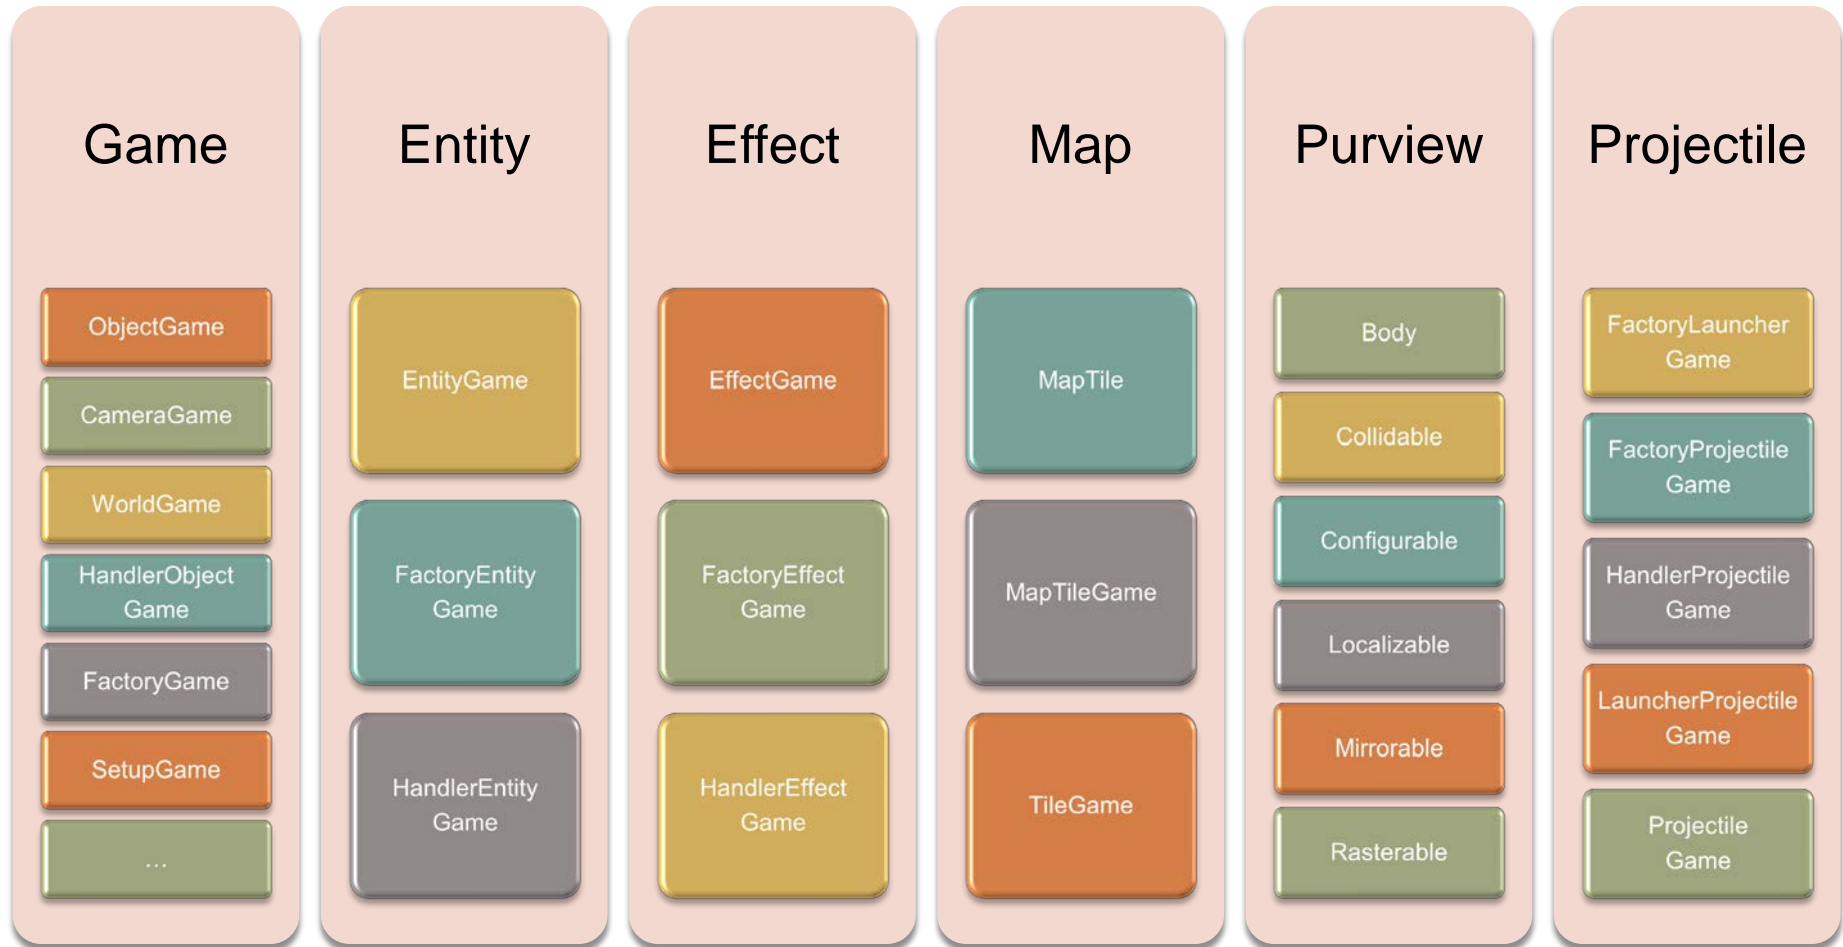 Game
ObjectGame
CameraGame
WorldGame
HandlerObject
Game
FactoryGame
SetupGame
...
Entity
EntityGame
FactoryEntity
Game
HandlerEntity
Game
Effect
EffectGame
FactoryEffect
Game
HandlerEffect
Game
Map
MapTile
MapTileGame
TileGame
Purview
Body
Collidable
Configurable
Localizable
Mirrorable
Rasterable
Projectile
FactoryLauncher
Game
FactoryProjectile
Game
HandlerProjectile
Game
LauncherProjectile
Game
Projectile
Game